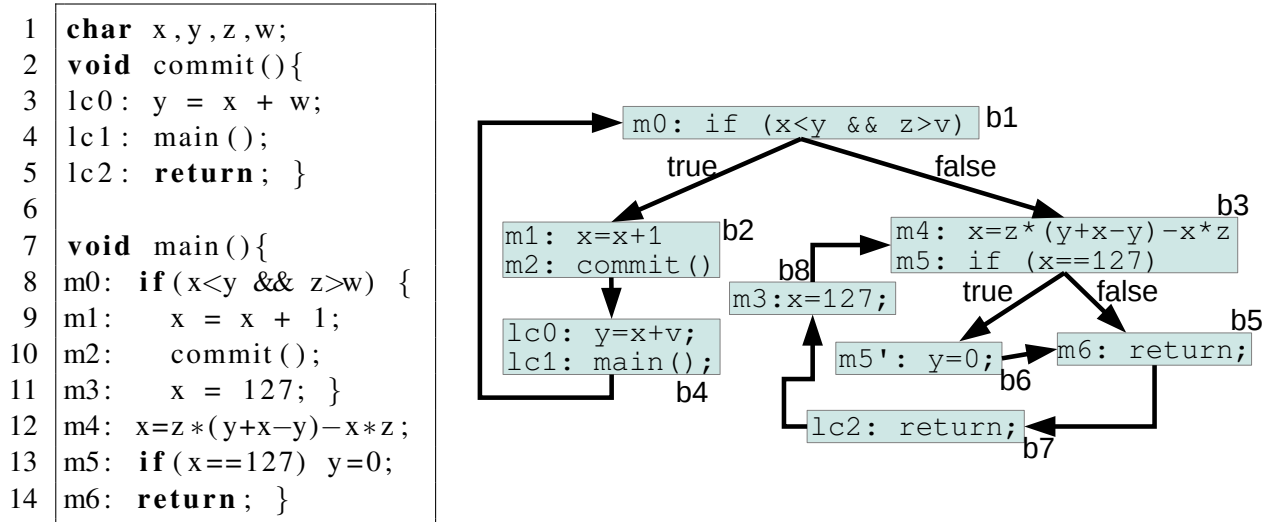 1 char x,y,z,w;
2 void commit(){
3 lc0: y = x + w;
4 lc1: main();
5 lc2: return; }
6
7 void main(){
8 m0: if(x<y && z>w) {
9 m1: x = x + 1;
10 m2: commit();
11 m3: x = 127; }
12 m4: x=z*(y+x−y)−x*z;
13 m5: if(x==127) y=0;
14 m6: return; }
m0: if (x<y && z>v)
b1
true
false
m1: x=x+1
m2: commit()
b2
b3
m4: x=z*(y+x-y)-x*z
m5: if (x==127)
b8
m3:x=127;
true
false
lc0: y=x+v;
lc1: main();
b4
b5
m5': y=0;
b6
m6: return;
lc2: return;
b7